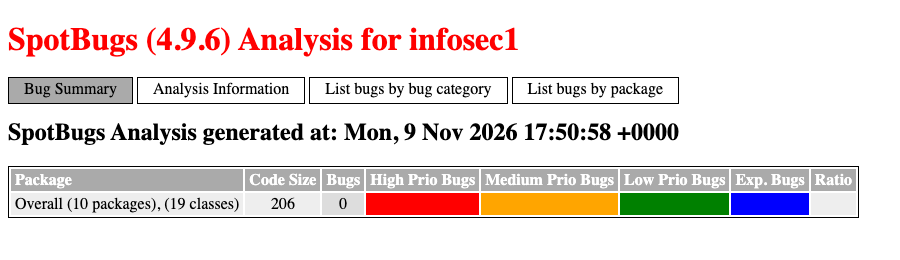 SpotBugs (4.9.6) Analysis for infosec1
Bug Summary Analysis Information List bugs by bug category List bugs by package
SpotBugs Analysis generated at: Mon, 9 Nov 2026 17:50:58 +0000
Package Code Size Bugs High Prio Bugs Medium Prio Bugs Low Prio Bugs Exp. Bugs Ratio
Overall (10 packages), (19 classes) 206 0